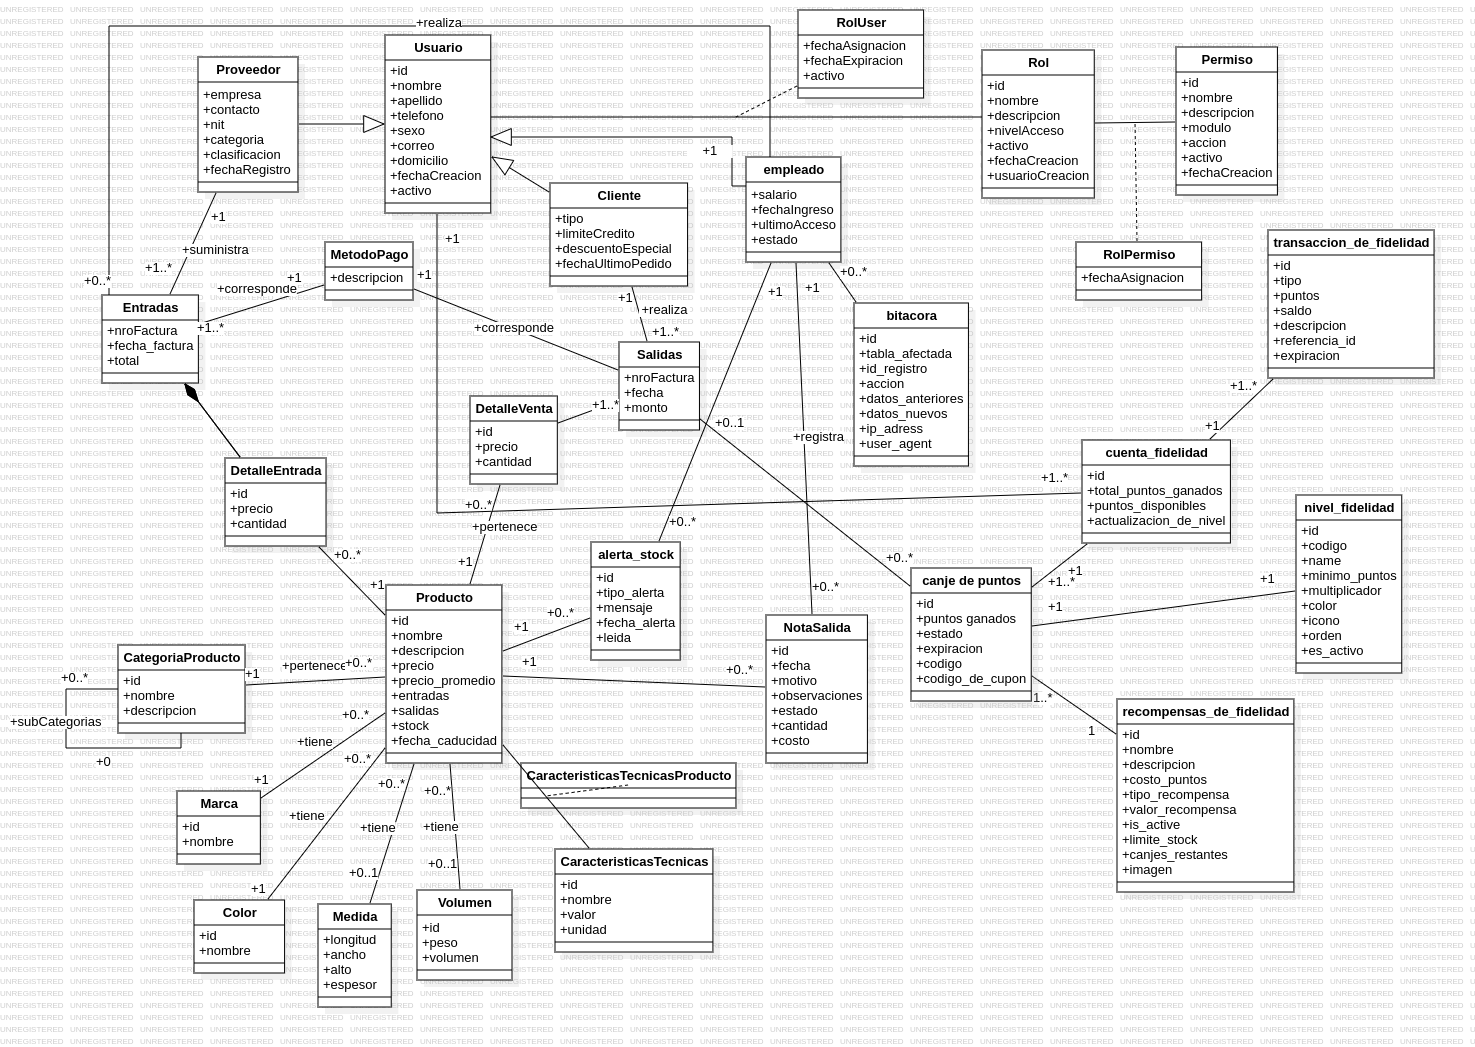 +realiza
RolUser
+fechaAsignacion
+fechaExpiracion
+activo
Usuario
+id
+nombre
+apellido
+telefono
+sexo
+correo
+domicilio
+fechaCreacion
+activo
Proveedor
+empresa
+contacto
+nit
+categoria
+clasificacion
+fechaRegistro
Rol
+id
+nombre
+descripcion
+nivelAcceso
+activo
+fechaCreacion
+usuarioCreacion
Permiso
+id
+nombre
+descripcion
+modulo
+accion
+activo
+fechaCreacion
+1
empleado
+salario
+fechaIngreso
+ultimoAcceso
+estado
Cliente
+tipo
+limiteCredito
+descuentoEspecial
+fechaUltimoPedido
+1
+suministra
+1..*
+0..*
MetodoPago
+descripcion
+1
+1
+1
+corresponde
+1..*
Entradas
+nroFactura
+fecha_factura
+total
RolPermiso
+fechaAsignacion
transaccion_de_fidelidad
+id
+tipo
+puntos
+saldo
+descripcion
+referencia_id
+expiracion
+0..*
+1
+1
+1
+realiza
+1..*
+corresponde
bitacora
+id
+tabla_afectada
+id_registro
+accion
+datos_anteriores
+datos_nuevos
+ip_adress
+user_agent
Salidas
+nroFactura
+fecha
+monto
+1..*
+1
DetalleVenta
+id
+precio
+cantidad
+1..*
+0..1
+registra
cuenta_fidelidad
+id
+total_puntos_ganados
+puntos_disponibles
+actualizacion_de_nivel
DetalleEntrada
+id
+precio
+cantidad
+1..*
+0..*
+pertenece
+1
+0..*
nivel_fidelidad
+id
+codigo
+name
+minimo_puntos
+multiplicador
+color
+icono
+orden
+es_activo
+0..*
+1
alerta_stock
+id
+tipo_alerta
+mensaje
+fecha_alerta
+leida
+0..*
canje de puntos
+id
+puntos ganados
+estado
+expiracion
+codigo
+codigo_de_cupon
+1
+1..*
+1
+1
+0..*
Producto
+id
+nombre
+descripcion
+precio
+precio_promedio
+entradas
+salidas
+stock
+fecha_caducidad
+0..*
+1
+1
+0..*
NotaSalida
+id
+fecha
+motivo
+observaciones
+estado
+cantidad
+costo
CategoriaProducto
+id
+nombre
+descripcion
+1
+pertenece
+0..*
+0..*
+subCategorias
+0
1..*
1
recompensas_de_fidelidad
+id
+nombre
+descripcion
+costo_puntos
+tipo_recompensa
+valor_recompensa
+is_active
+limite_stock
+canjes_restantes
+imagen
+0..*
+tiene
+1
Marca
+id
+nombre
+0..*
+tiene
+1
Color
+id
+nombre
+0..*
+tiene
+0..1
Medida
+longitud
+ancho
+alto
+espesor
+0..*
+tiene
+0..1
Volumen
+id
+peso
+volumen
CaracteristicasTecnicasProducto
CaracteristicasTecnicas
+id
+nombre
+valor
+unidad